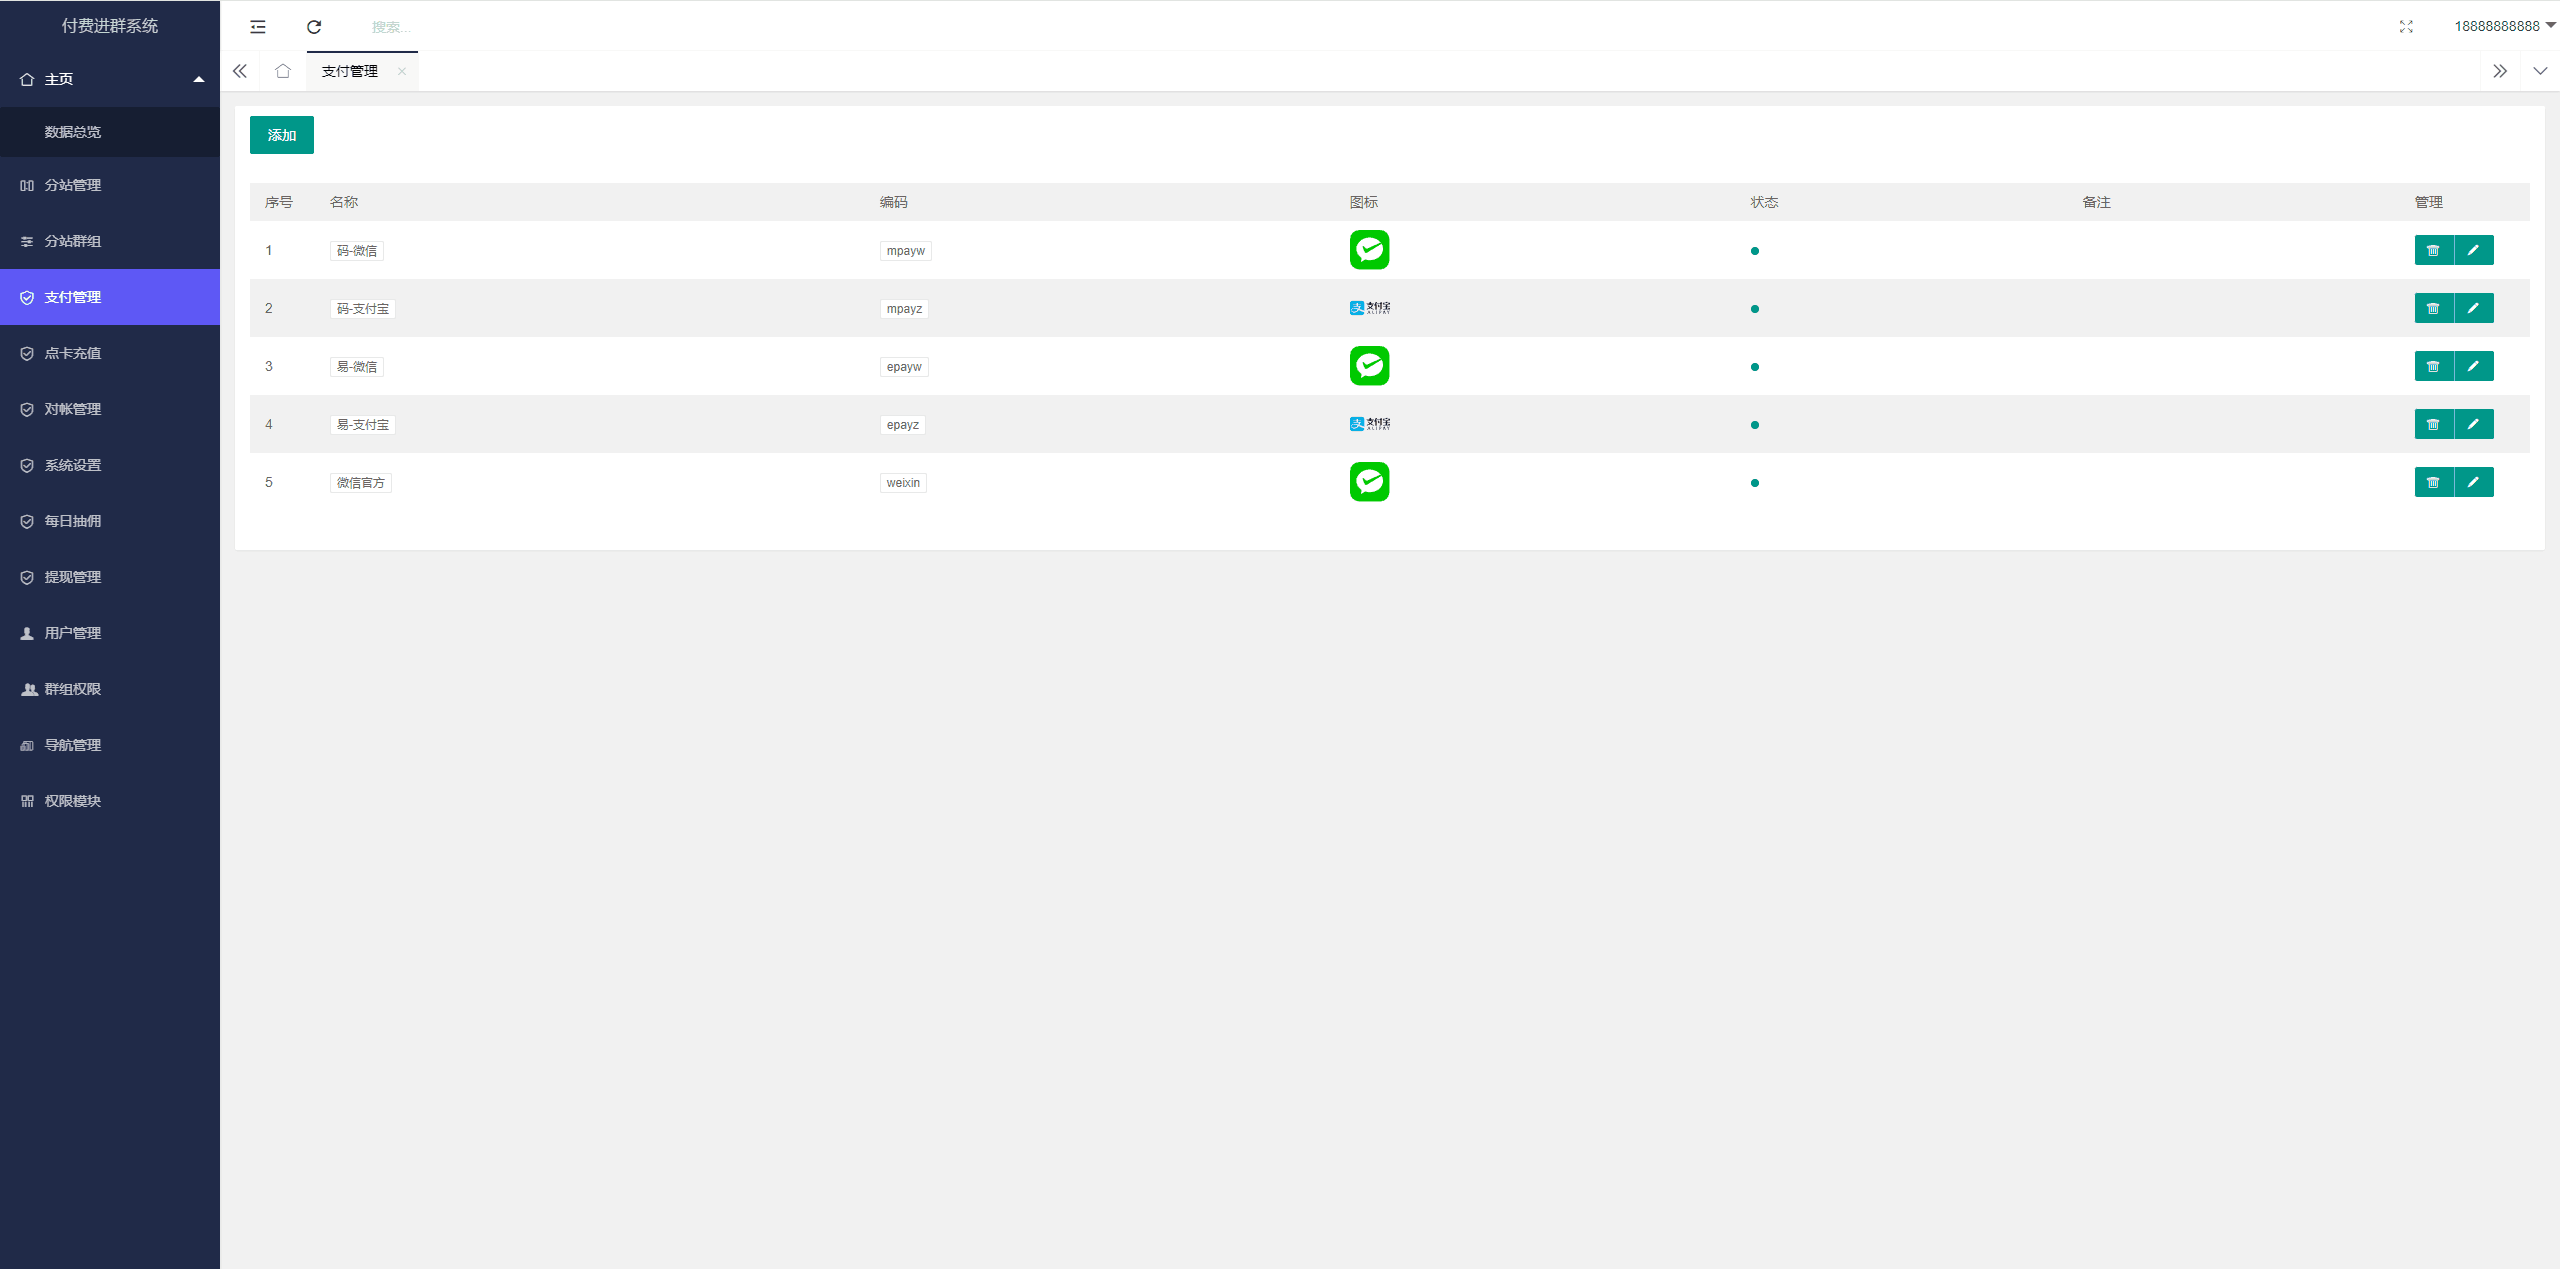 付费进群系统
搜索...
18888888888
主页
支付管理
数据总览
分站管理
分站群组
支付管理
点卡充值
对帐管理
系统设置
每日抽佣
提现管理
用户管理
群组权限
导航管理
权限模块
添加
序号 名称 编码 图标 状态 备注 管理
1 码-微信 mpayw
2 码-支付宝 mpayz 支 支付宝 ALIPAY
3 易-微信 epayw
4 易-支付宝 epayz 支 支付宝 ALIPAY
5 微信官方 weixin